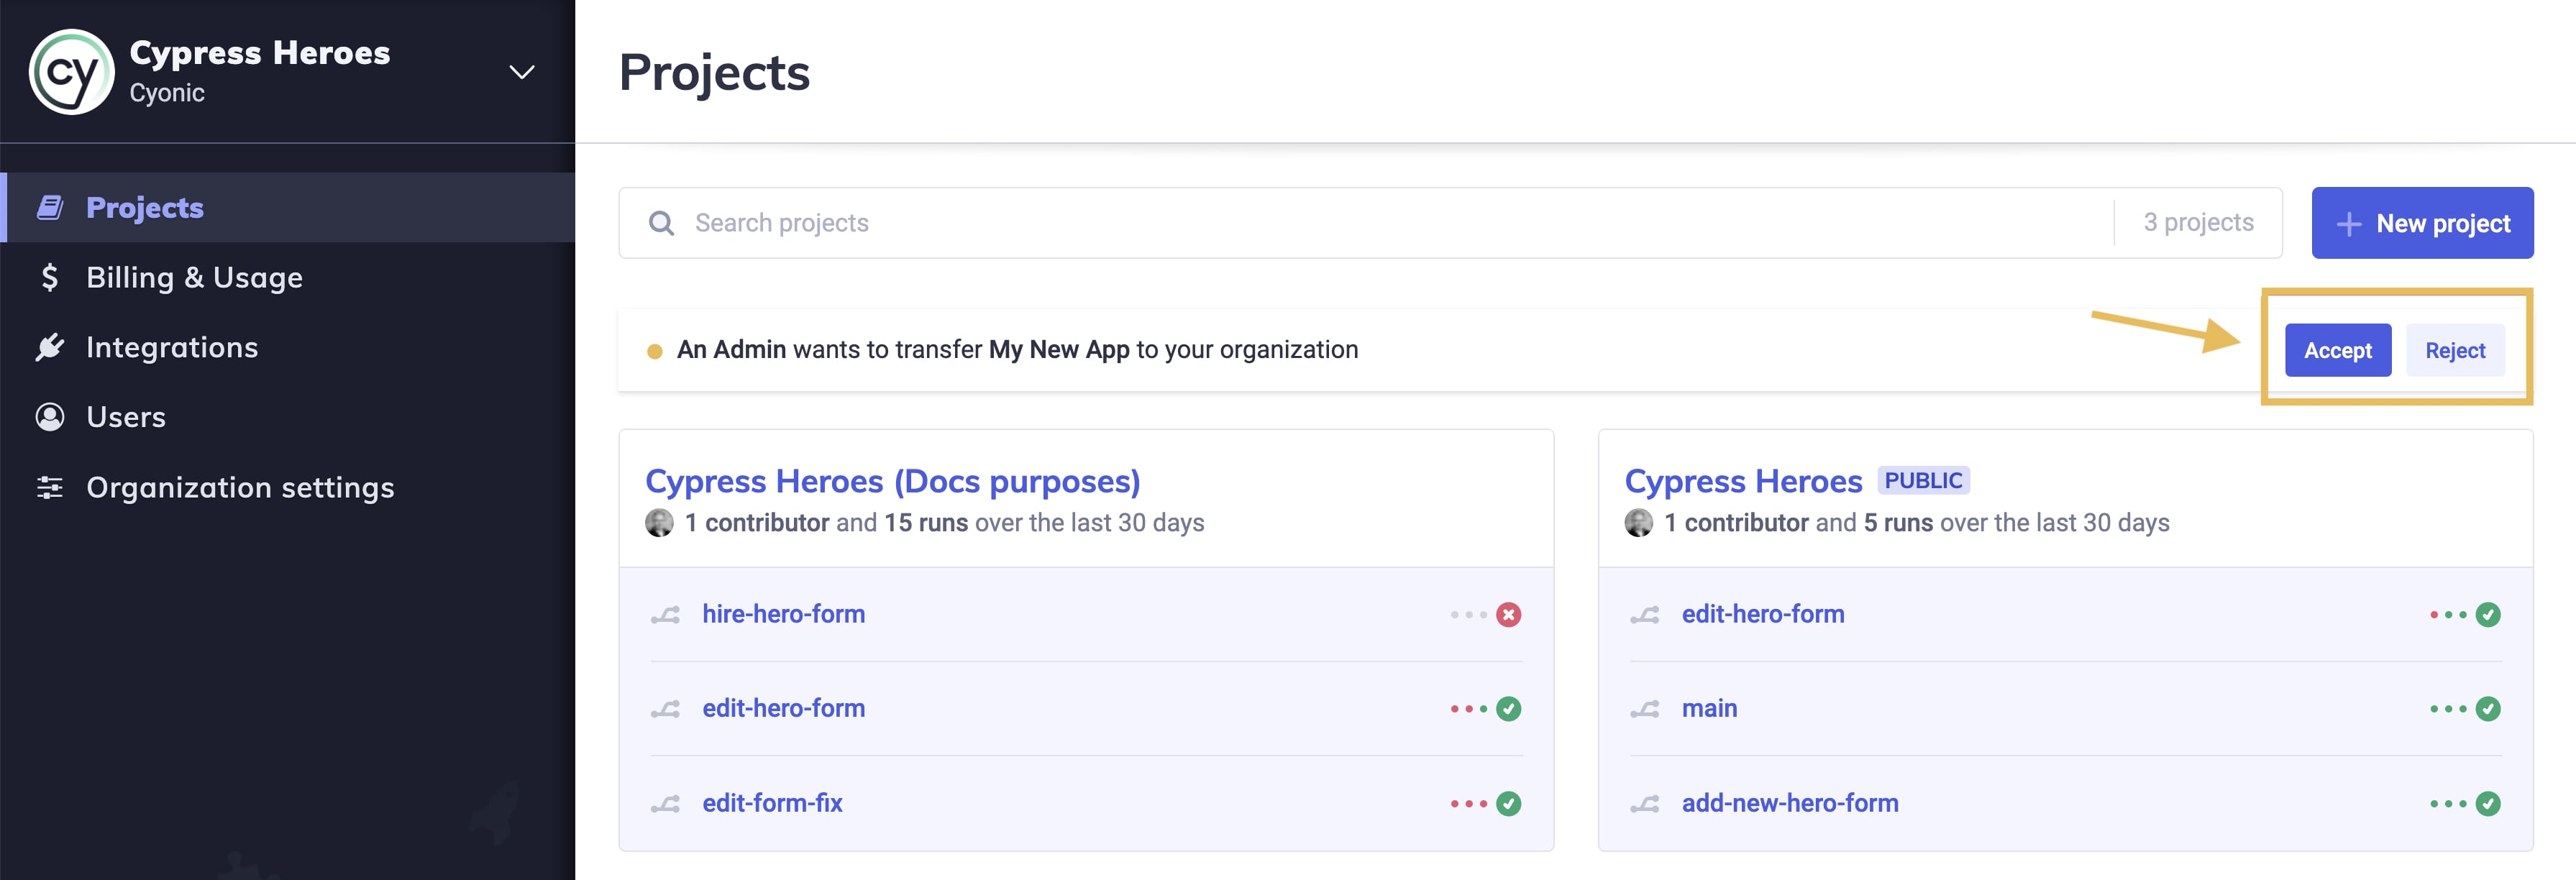 cy
Cypress Heroes
Cyonic
Projects
Billing & Usage
Integrations
Users
Organization settings
Projects
Search projects
3 projects
New project
An Admin wants to transfer My New App to your organization
Accept
Reject
Cypress Heroes (Docs purposes)
1 contributor and 15 runs over the last 30 days
hire-hero-form
edit-hero-form
edit-form-fix
Cypress Heroes PUBLIC
1 contributor and 5 runs over the last 30 days
edit-hero-form
main
add-new-hero-form